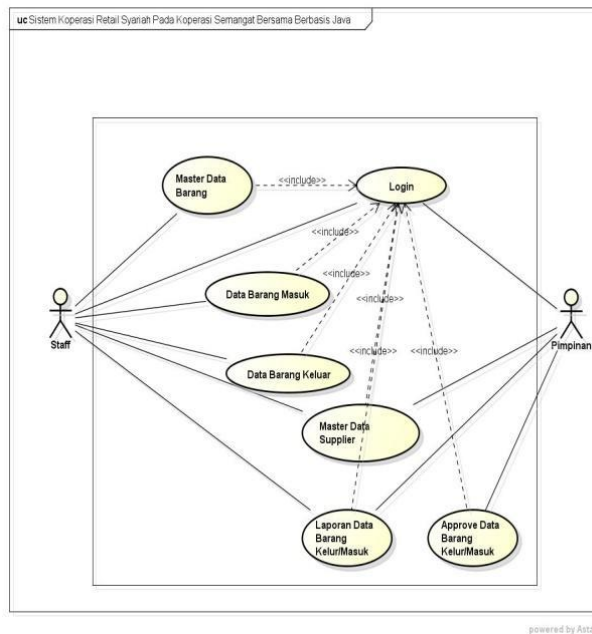 uc Sistem Koperasi Retail Syariah Pada Koperasi Semangat Bersama Berbasis Java
Master Data
Barang
<<include>>
Login
<<include>>
<<include>>
Data Barang Masuk
<<include>>
Staff
Pimpinan
<<include>>
<<include>>
Data Barang Keluar
Master Data
Supplier
Laporan Data
Barang
Kelur/Masuk
Approve Data
Barang
Kelur/Masuk
powered by Asta